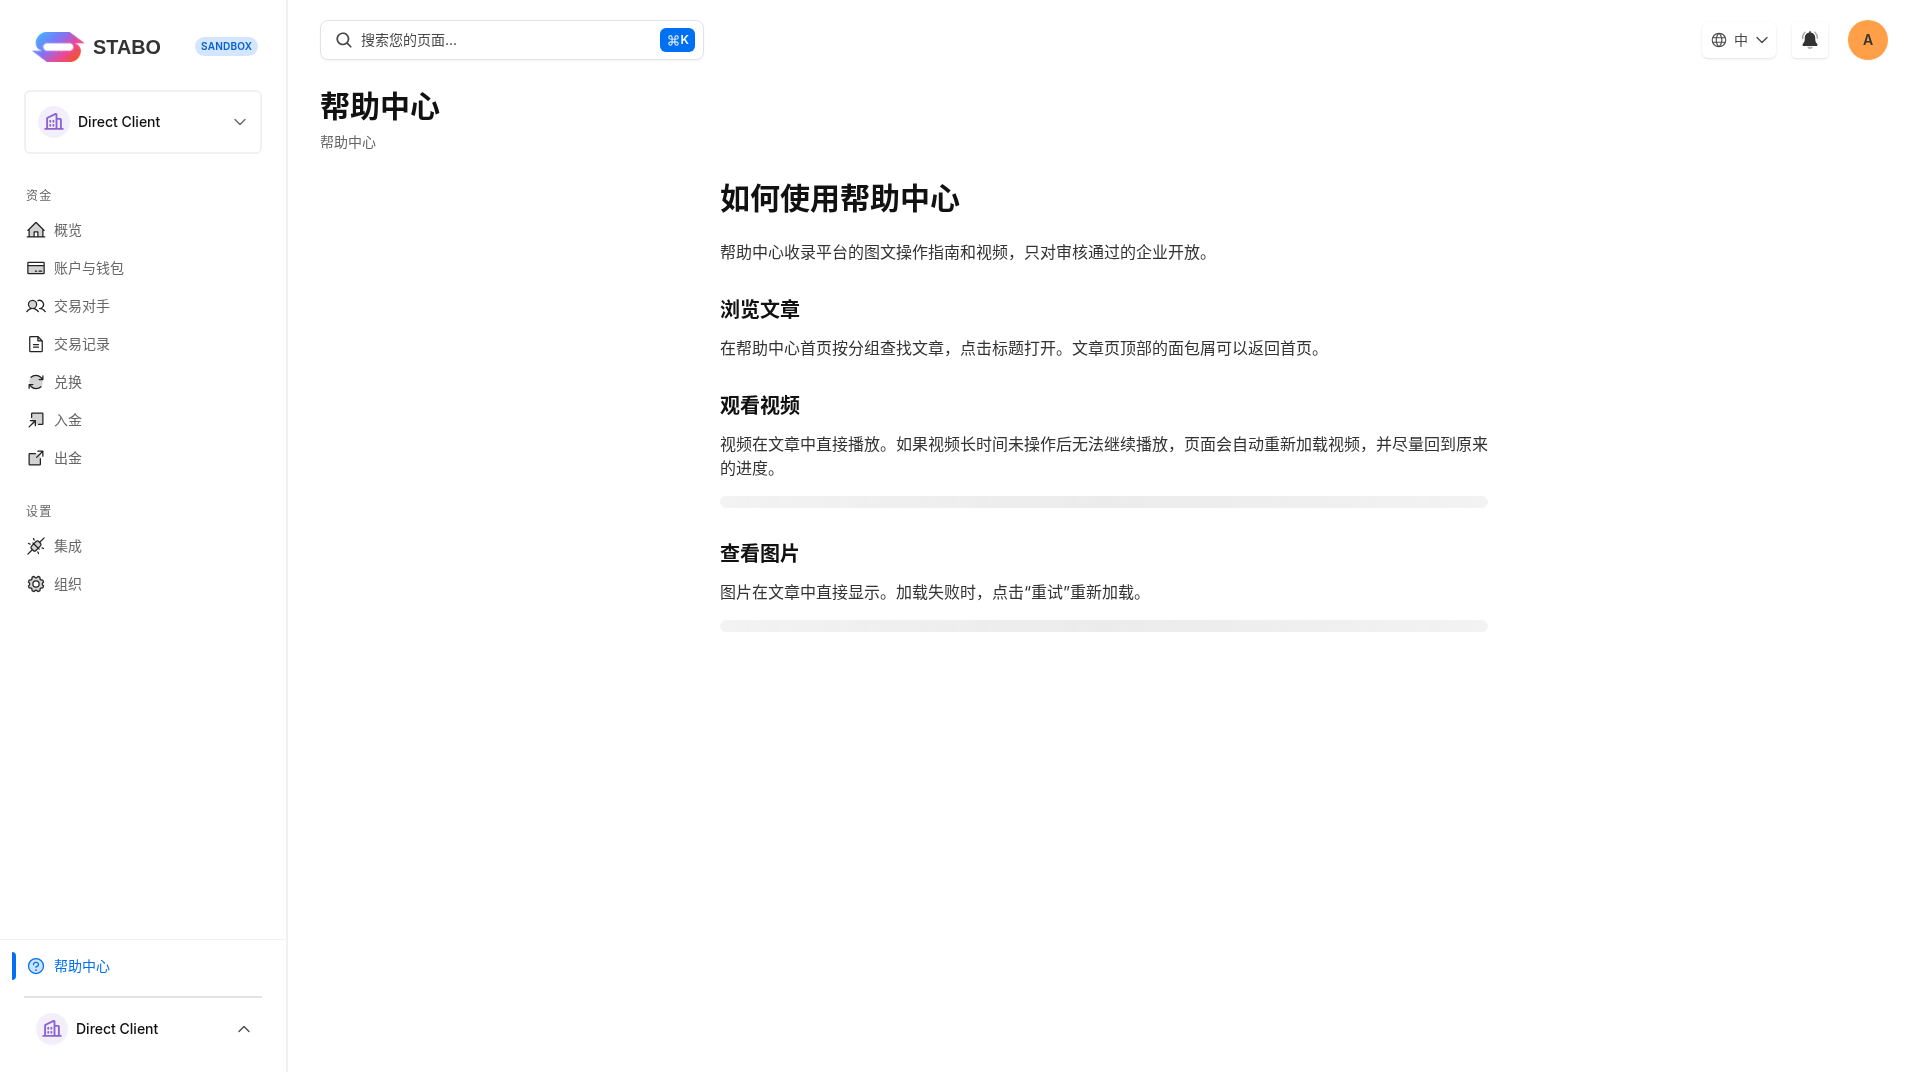 STABO
SANDBOX
Direct Client
资金
概览
账户与钱包
交易对手
交易记录
兑换
入金
出金
设置
集成
组织
帮助中心
Direct Client
搜索您的页面...
⌘K
中
A
帮助中心
帮助中心
如何使用帮助中心
帮助中心收录平台的图文操作指南和视频，只对审核通过的企业开放。
浏览文章
在帮助中心首页按分组查找文章，点击标题打开。文章页顶部的面包屑可以返回首页。
观看视频
视频在文章中直接播放。如果视频长时间未操作后无法继续播放，页面会自动重新加载视频，并尽量回到原来
的进度。
查看图片
图片在文章中直接显示。加载失败时，点击“重试”重新加载。